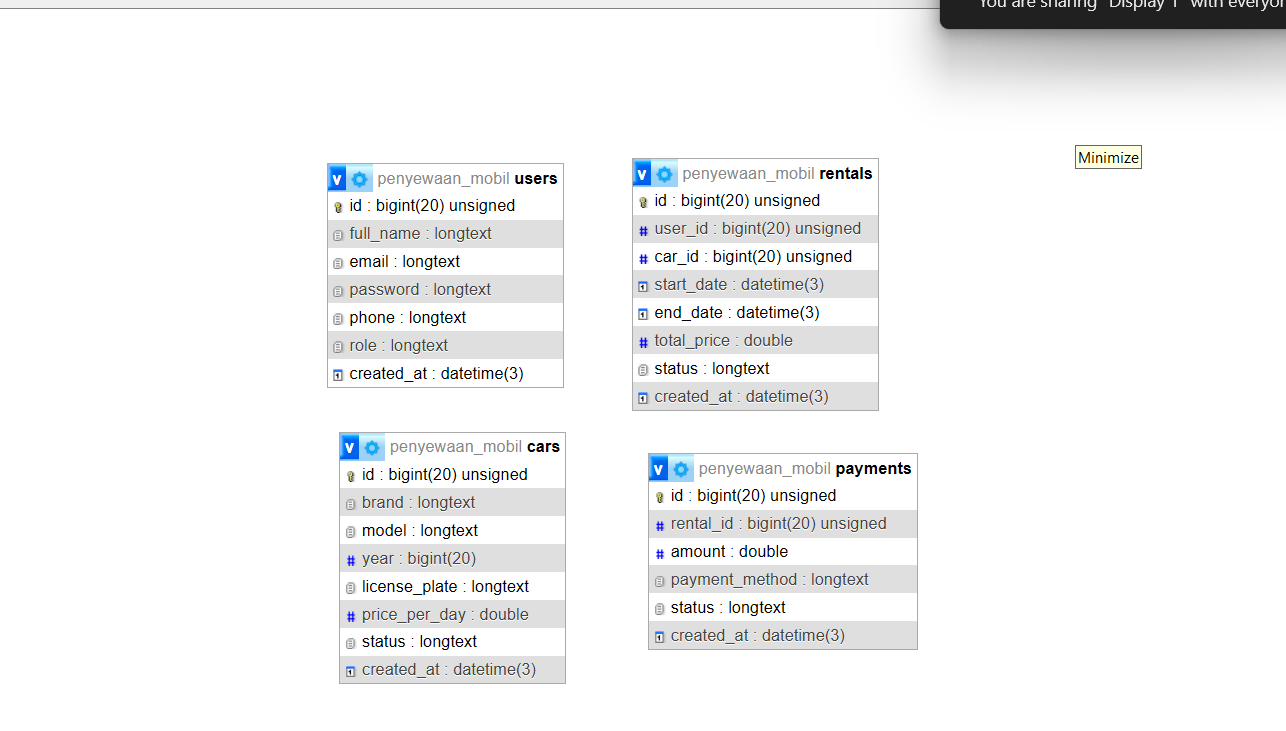 You are sharing "Display 1" with everyon
Minimize
v penyewaan_mobil users
id : bigint(20) unsigned
full_name : longtext
email : longtext
password : longtext
phone : longtext
role : longtext
created_at : datetime(3)
v penyewaan_mobil rentals
id : bigint(20) unsigned
# user_id : bigint(20) unsigned
# car_id : bigint(20) unsigned
start_date : datetime(3)
end_date : datetime(3)
# total_price : double
status : longtext
created_at : datetime(3)
v penyewaan_mobil cars
id : bigint(20) unsigned
brand : longtext
model : longtext
# year : bigint(20)
license_plate : longtext
# price_per_day : double
status : longtext
created_at : datetime(3)
v penyewaan_mobil payments
id : bigint(20) unsigned
# rental_id : bigint(20) unsigned
# amount : double
payment_method : longtext
status : longtext
created_at : datetime(3)